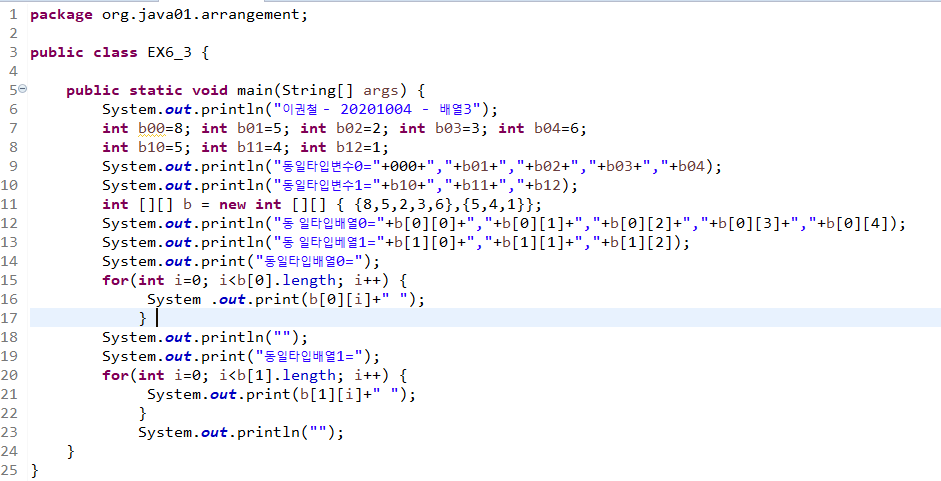 1 package org.java01.arrangement;
2
3 public class EX6_3 {
4
5 public static void main(String[] args) {
6 System.out.println("이권철 - 20201004 - 배열3");
7 int b00=8; int b01=5; int b02=2; int b03=3; int b04=6;
8 int b10=5; int b11=4; int b12=1;
9 System.out.println("동일타입변수0="+000+","+b01+","+b02+","+b03+","+b04);
10 System.out.println("동일타입변수1="+b10+","+b11+","+b12);
11 int [][] b = new int [][] { {8,5,2,3,6},{5,4,1}};
12 System.out.println("동 일타입배열0="+b[0][0]+","+b[0][1]+","+b[0][2]+","+b[0][3]+","+b[0][4]);
13 System.out.println("동 일타입베열1="+b[1][0]+","+b[1][1]+","+b[1][2]);
14 System.out.print("동일타입배열0=");
15 for(int i=0; i<b[0].length; i++) {
16 System .out.print(b[0][i]+" ");
17 }
18 System.out.println("");
19 System.out.print("동일타입배열1=");
20 for(int i=0; i<b[1].length; i++) {
21 System.out.print(b[1][i]+" ");
22 }
23 System.out.println("");
24 }
25 }